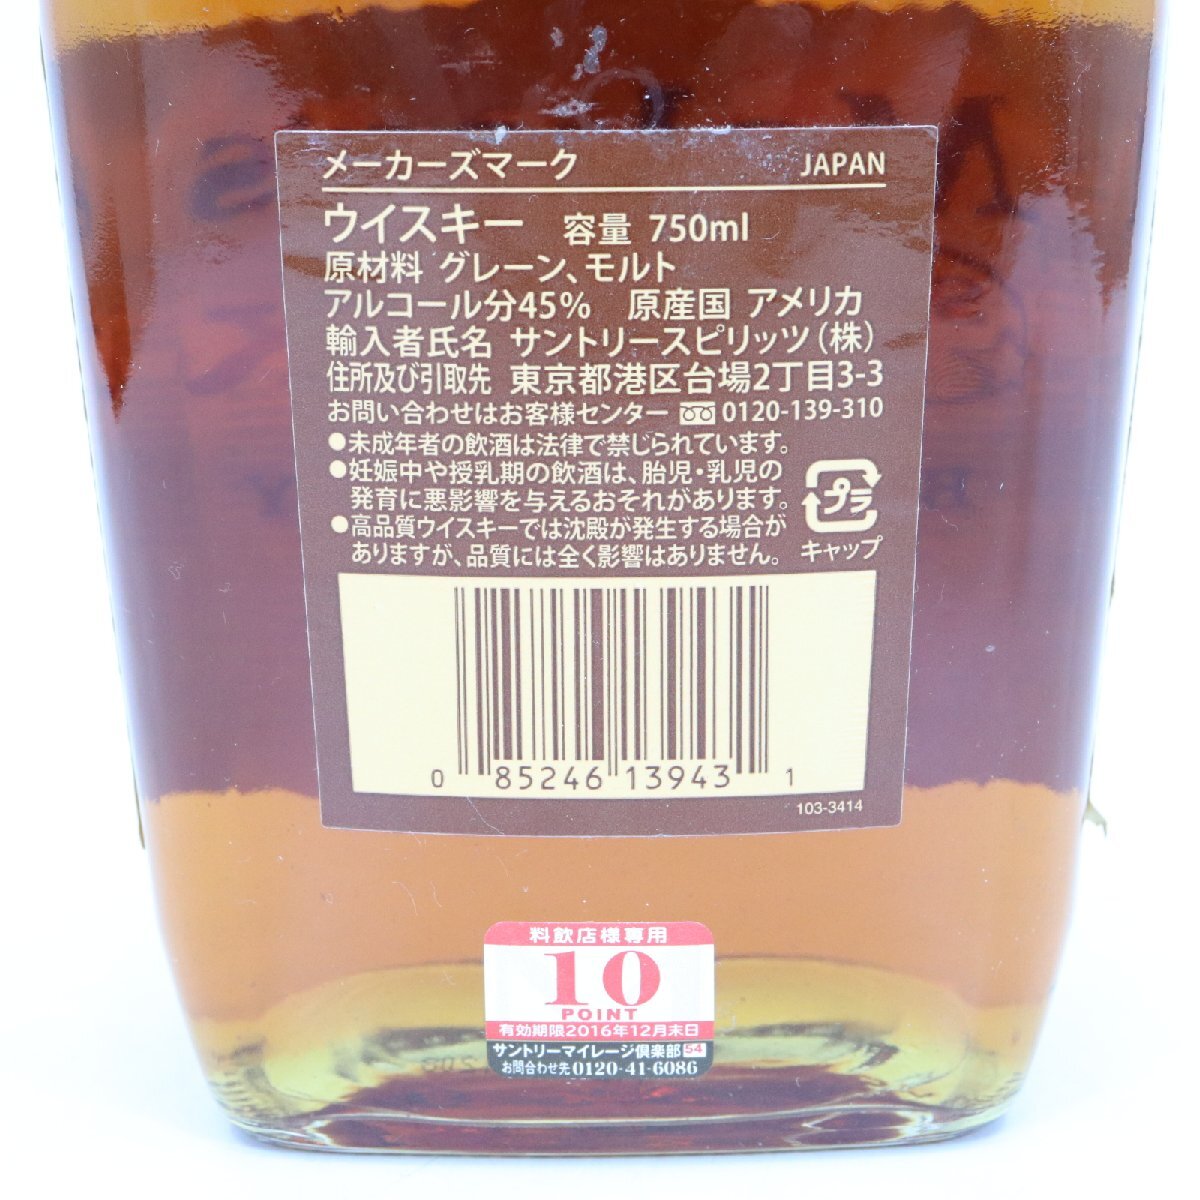 メーカーズマーク JAPAN
ウイスキー 容量 750ml
原材料 グレーン、モルト
アルコール分45% 原産国 アメリカ
輸入者氏名 サントリースピリッツ(株)
住所及び引取先 東京都港区台場2丁目3-3
お問い合わせはお客様センター 0120-139-310
●未成年者の飲酒は法律で禁じられています。
●妊娠中や授乳期の飲酒は、胎児・乳児の
発育に悪影響を与えるおそれがあります。
●高品質ウイスキーでは沈殿が発生する場合が
ありますが、品質には全く影響はありません。
プラ
キャップ
0 85246 13943 1
103-3414
料飲店様専用
10
POINT
有効期限2016年12月末日
サントリーマイレージ倶楽部 54
お問合わせ先 0120-41-6086